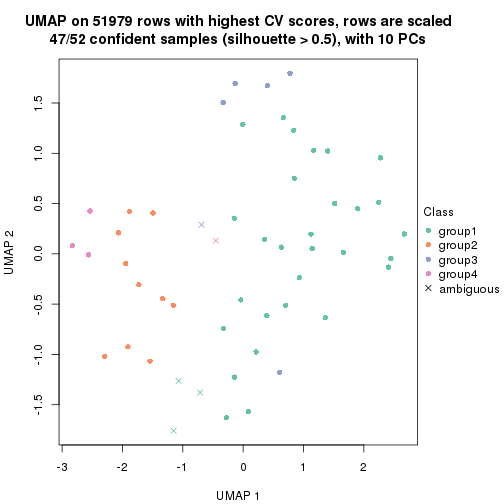 UMAP on 51979 rows with highest CV scores, rows are scaled
47/52 confident samples (silhouette > 0.5), with 10 PCs
1.5
1.0
0.5
0.0
-0.5
-1.0
-1.5
UMAP 2
-3 -2 -1 0 1 2
UMAP 1
Class
group1
group2
group3
group4
ambiguous